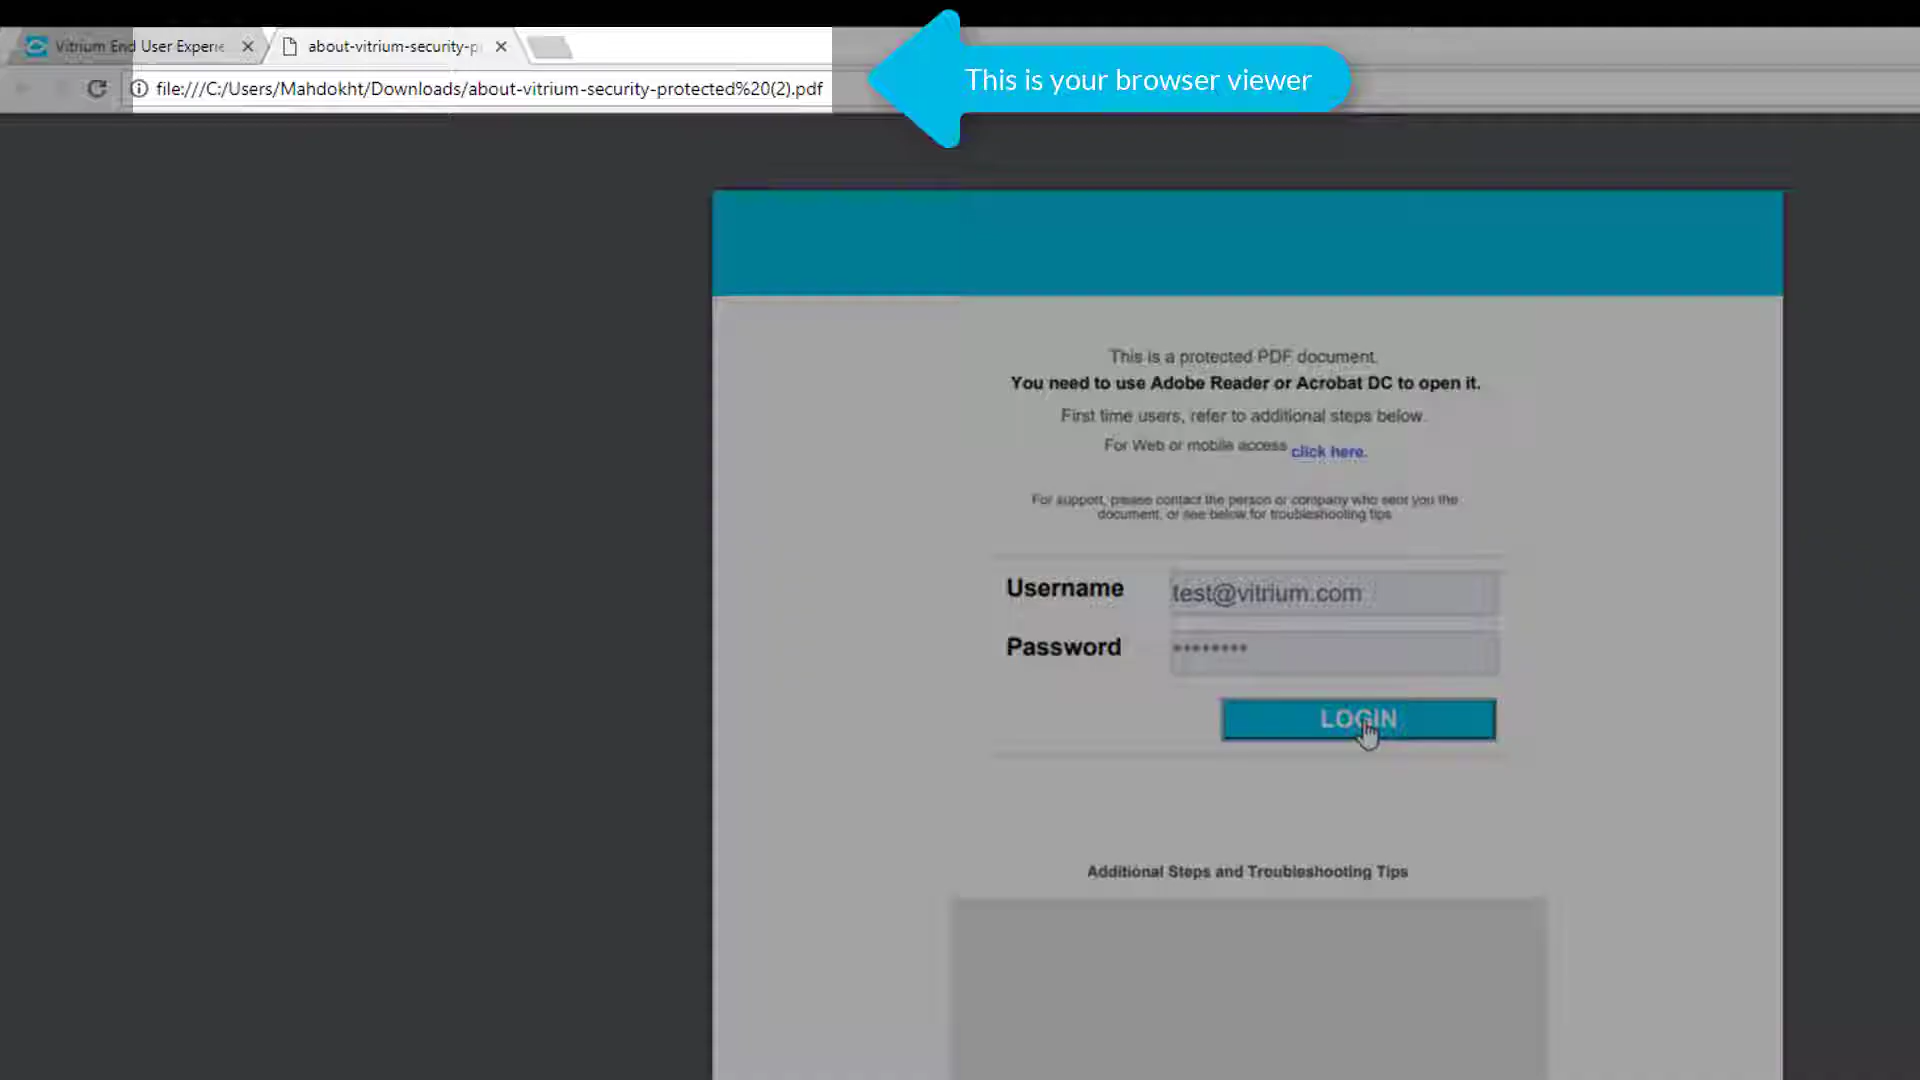 Vitrium End User Experie
about-vitrium-security-p
file:///C:/Users/Mahdokht/Downloads/about-vitrium-security-protected%20(2).pdf
This is your browser viewer
This is a protected PDF document.
You need to use Adobe Reader or Acrobat DC to open it.
First time users, refer to additional steps below.
For Web or mobile access click here.
For support, please contact the person or company who sent you the
document, or see below for troubleshooting tips
Username
test@vitrium.com
Password
********
LOGIN
Additional Steps and Troubleshooting Tips